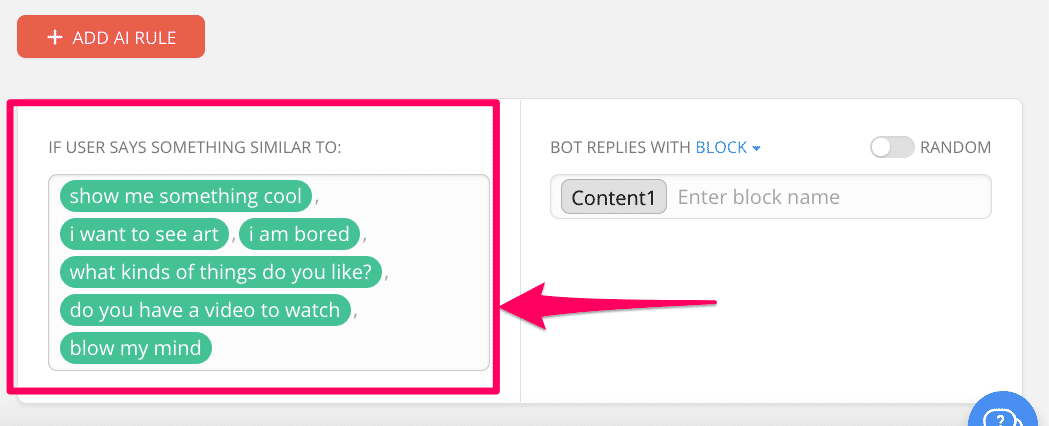 + ADD AI RULE
IF USER SAYS SOMETHING SIMILAR TO:
show me something cool ,
i want to see art , i am bored ,
what kinds of things do you like? ,
do you have a video to watch ,
blow my mind
BOT REPLIES WITH BLOCK
RANDOM
Content1 Enter block name
?